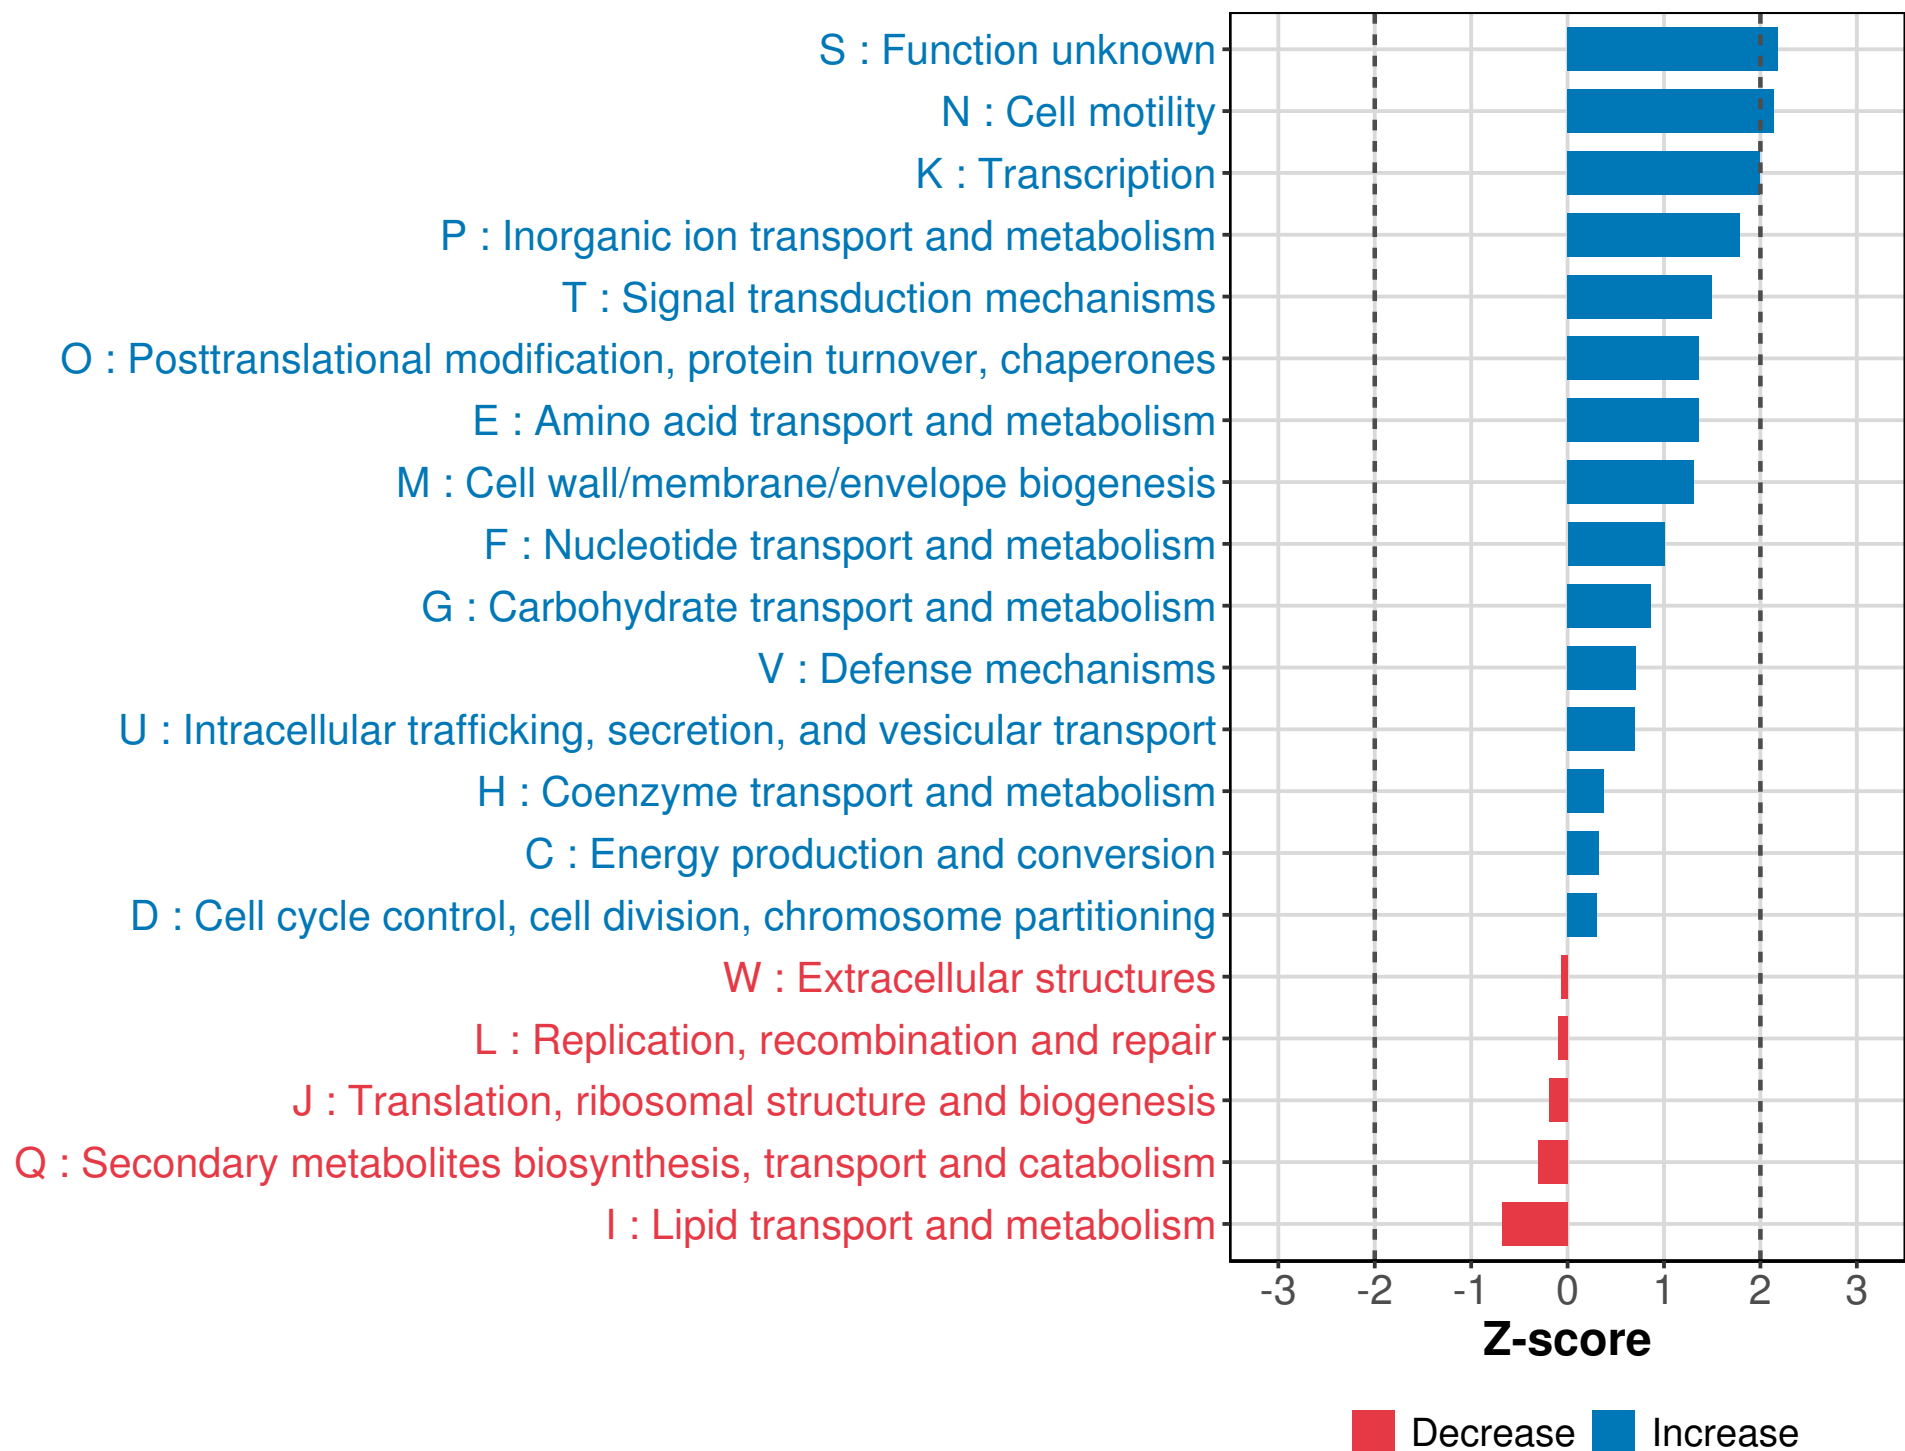 S : Function unknown
N : Cell motility
K : Transcription
P : Inorganic ion transport and metabolism
T : Signal transduction mechanisms
O : Posttranslational modification, protein turnover, chaperones
E : Amino acid transport and metabolism
M : Cell wall/membrane/envelope biogenesis
F : Nucleotide transport and metabolism
G : Carbohydrate transport and metabolism
V : Defense mechanisms
U : Intracellular trafficking, secretion, and vesicular transport
H : Coenzyme transport and metabolism
C : Energy production and conversion
D : Cell cycle control, cell division, chromosome partitioning
W : Extracellular structures
L : Replication, recombination and repair
J : Translation, ribosomal structure and biogenesis
Q : Secondary metabolites biosynthesis, transport and catabolism
I : Lipid transport and metabolism
-3 -2 -1 0 1 2 3
Z-score
Decrease Increase